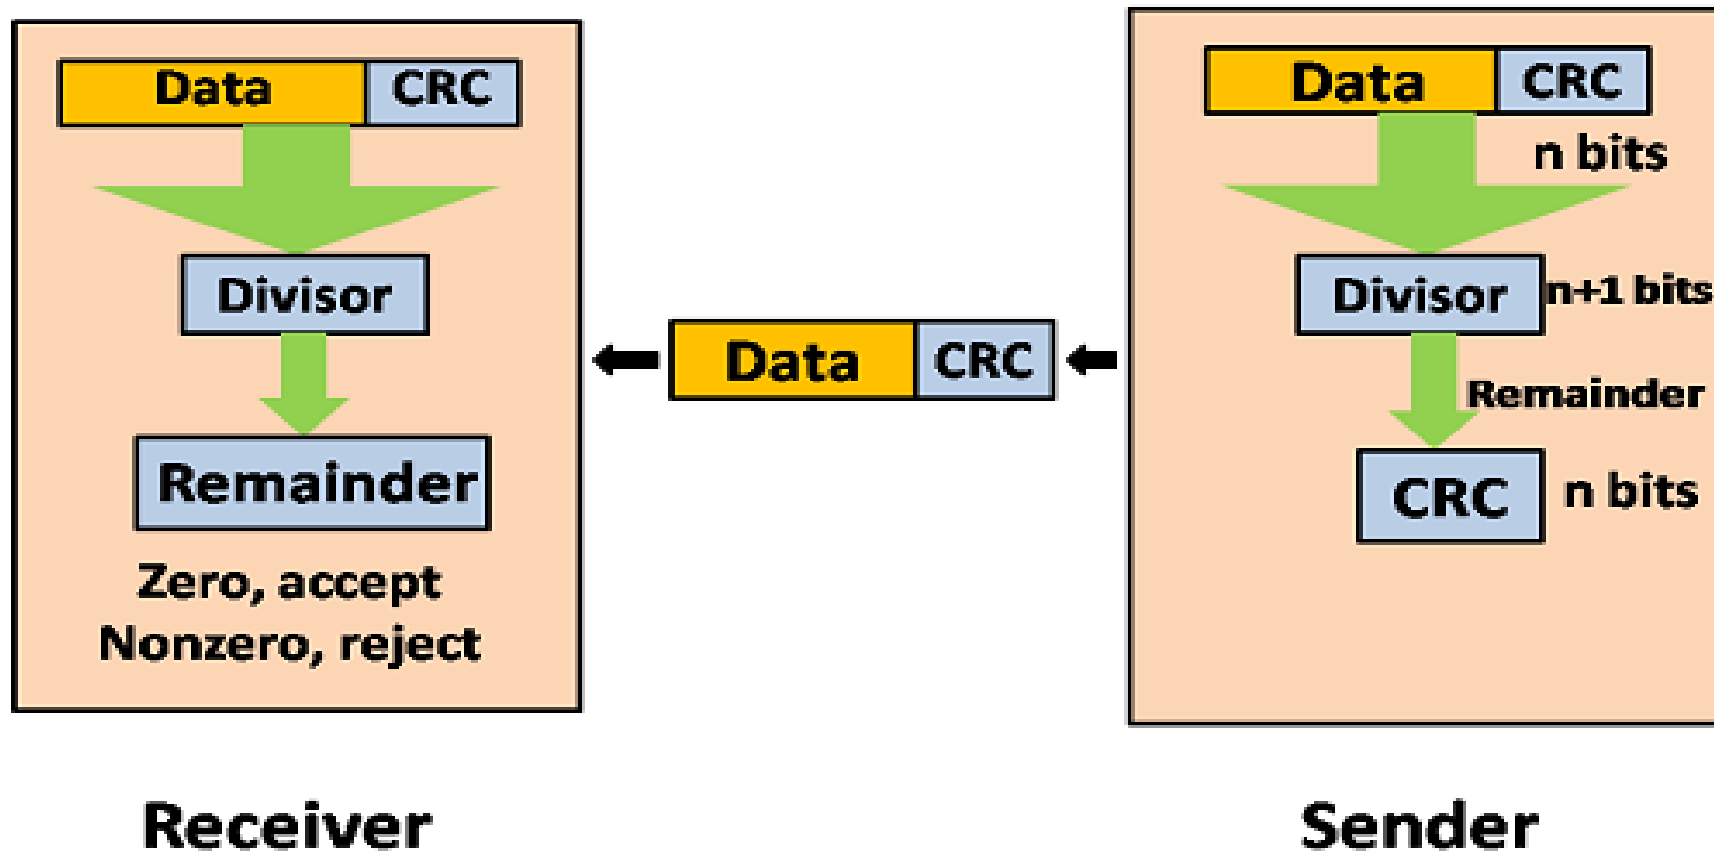 Data CRC
Divisor
Remainder
Zero, accept
Nonzero, reject
Receiver
Data CRC
Data CRC
n bits
Divisor n+1 bits
Remainder
CRC n bits
Sender